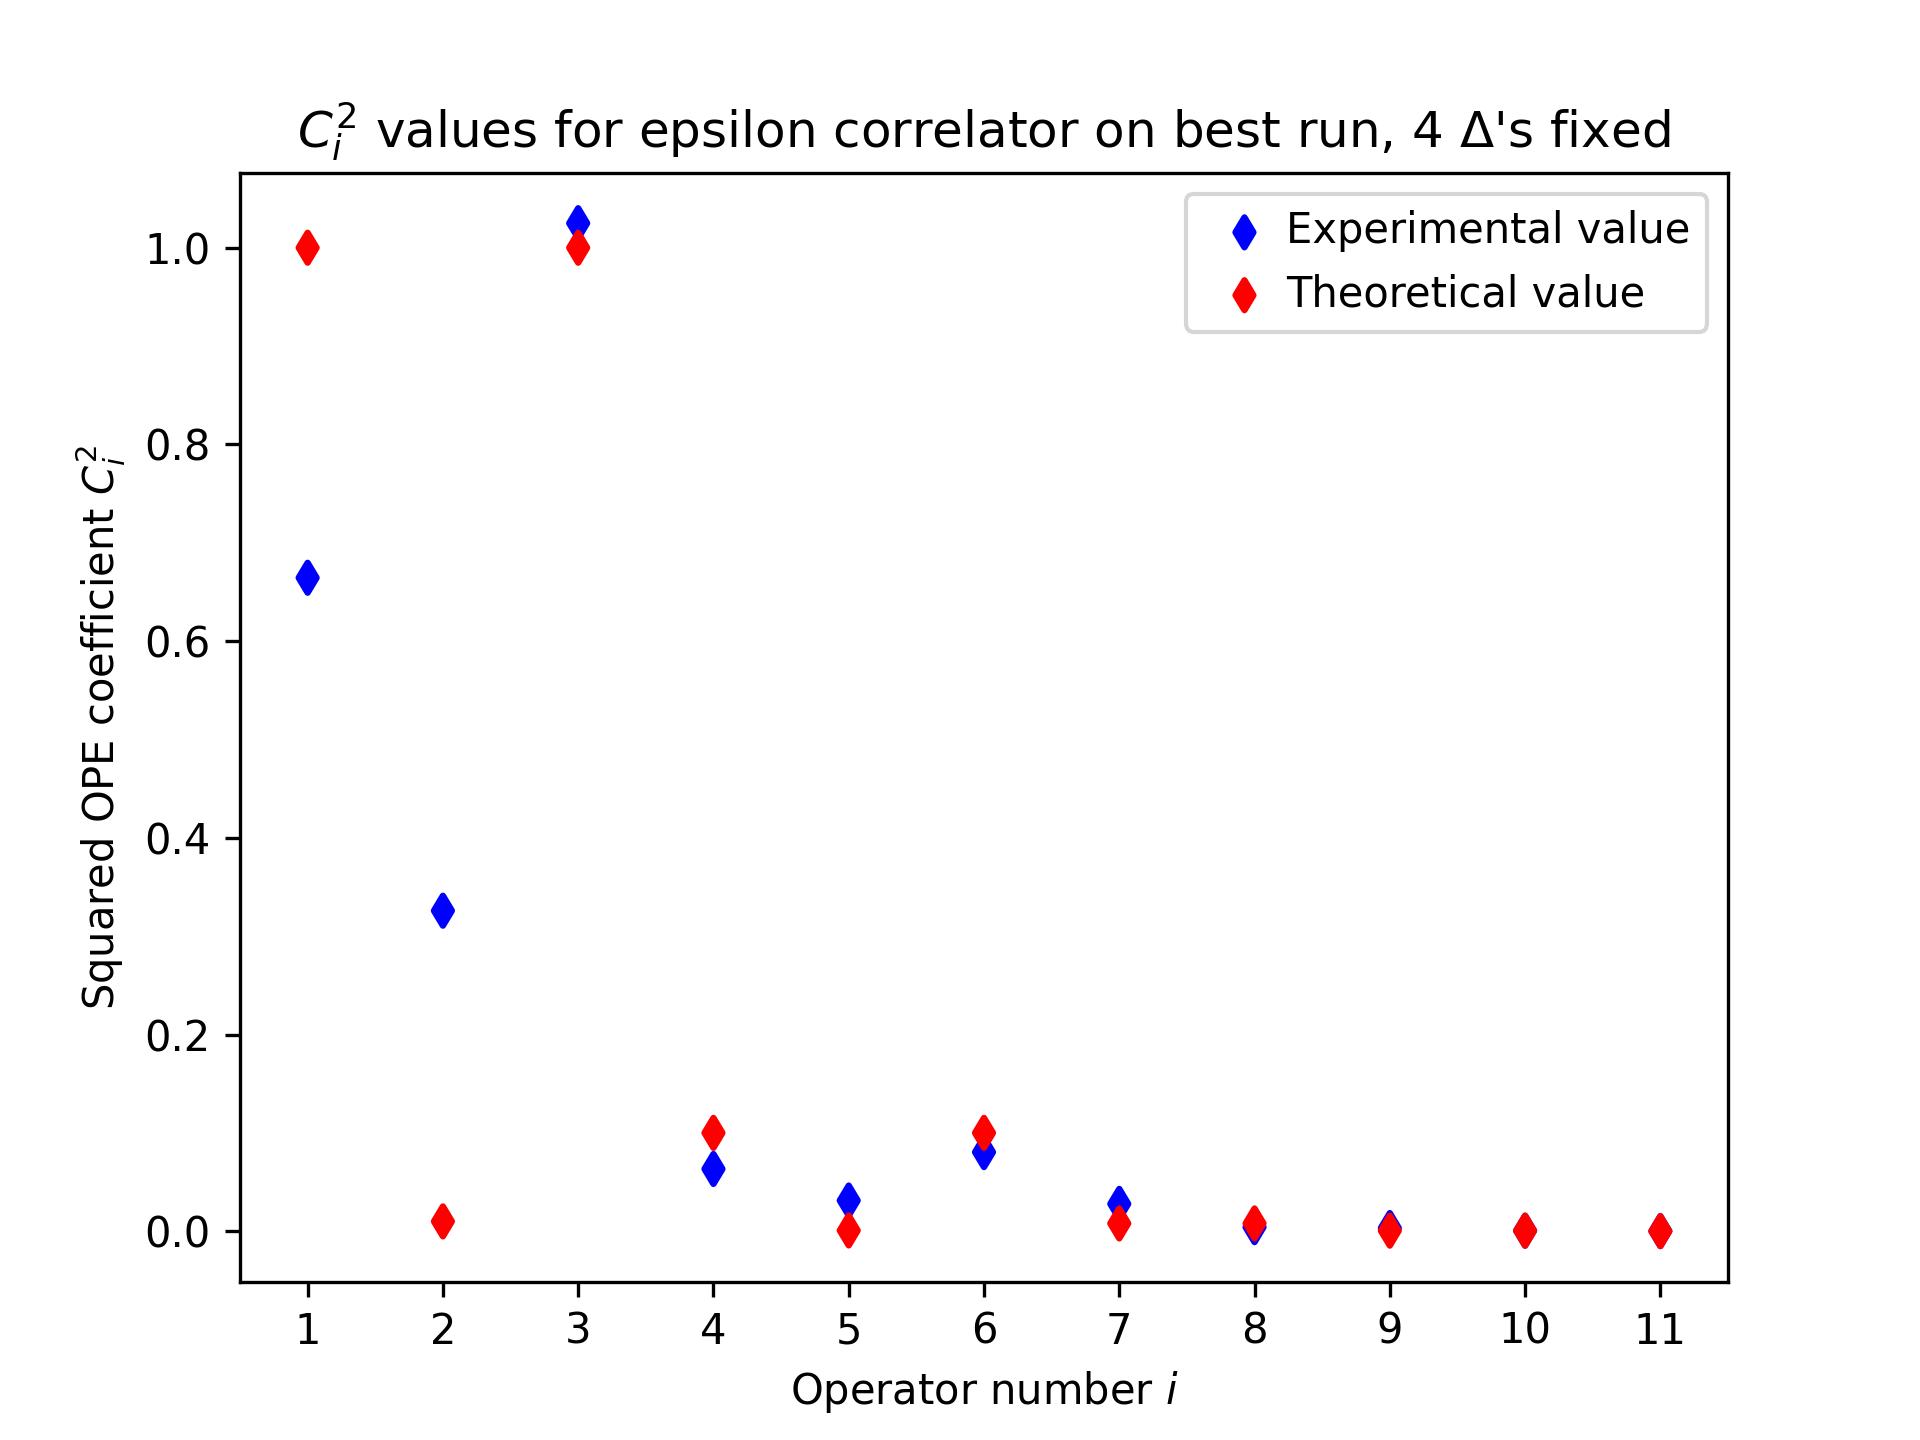 $C_i^2$ values for epsilon correlator on best run, 4 Δ's fixed
Experimental value
Theoretical value
Squared OPE coefficient $C_i^2$
1.0
0.8
0.6
0.4
0.2
0.0
1 2 3 4 5 6 7 8 9 10 11
Operator number i